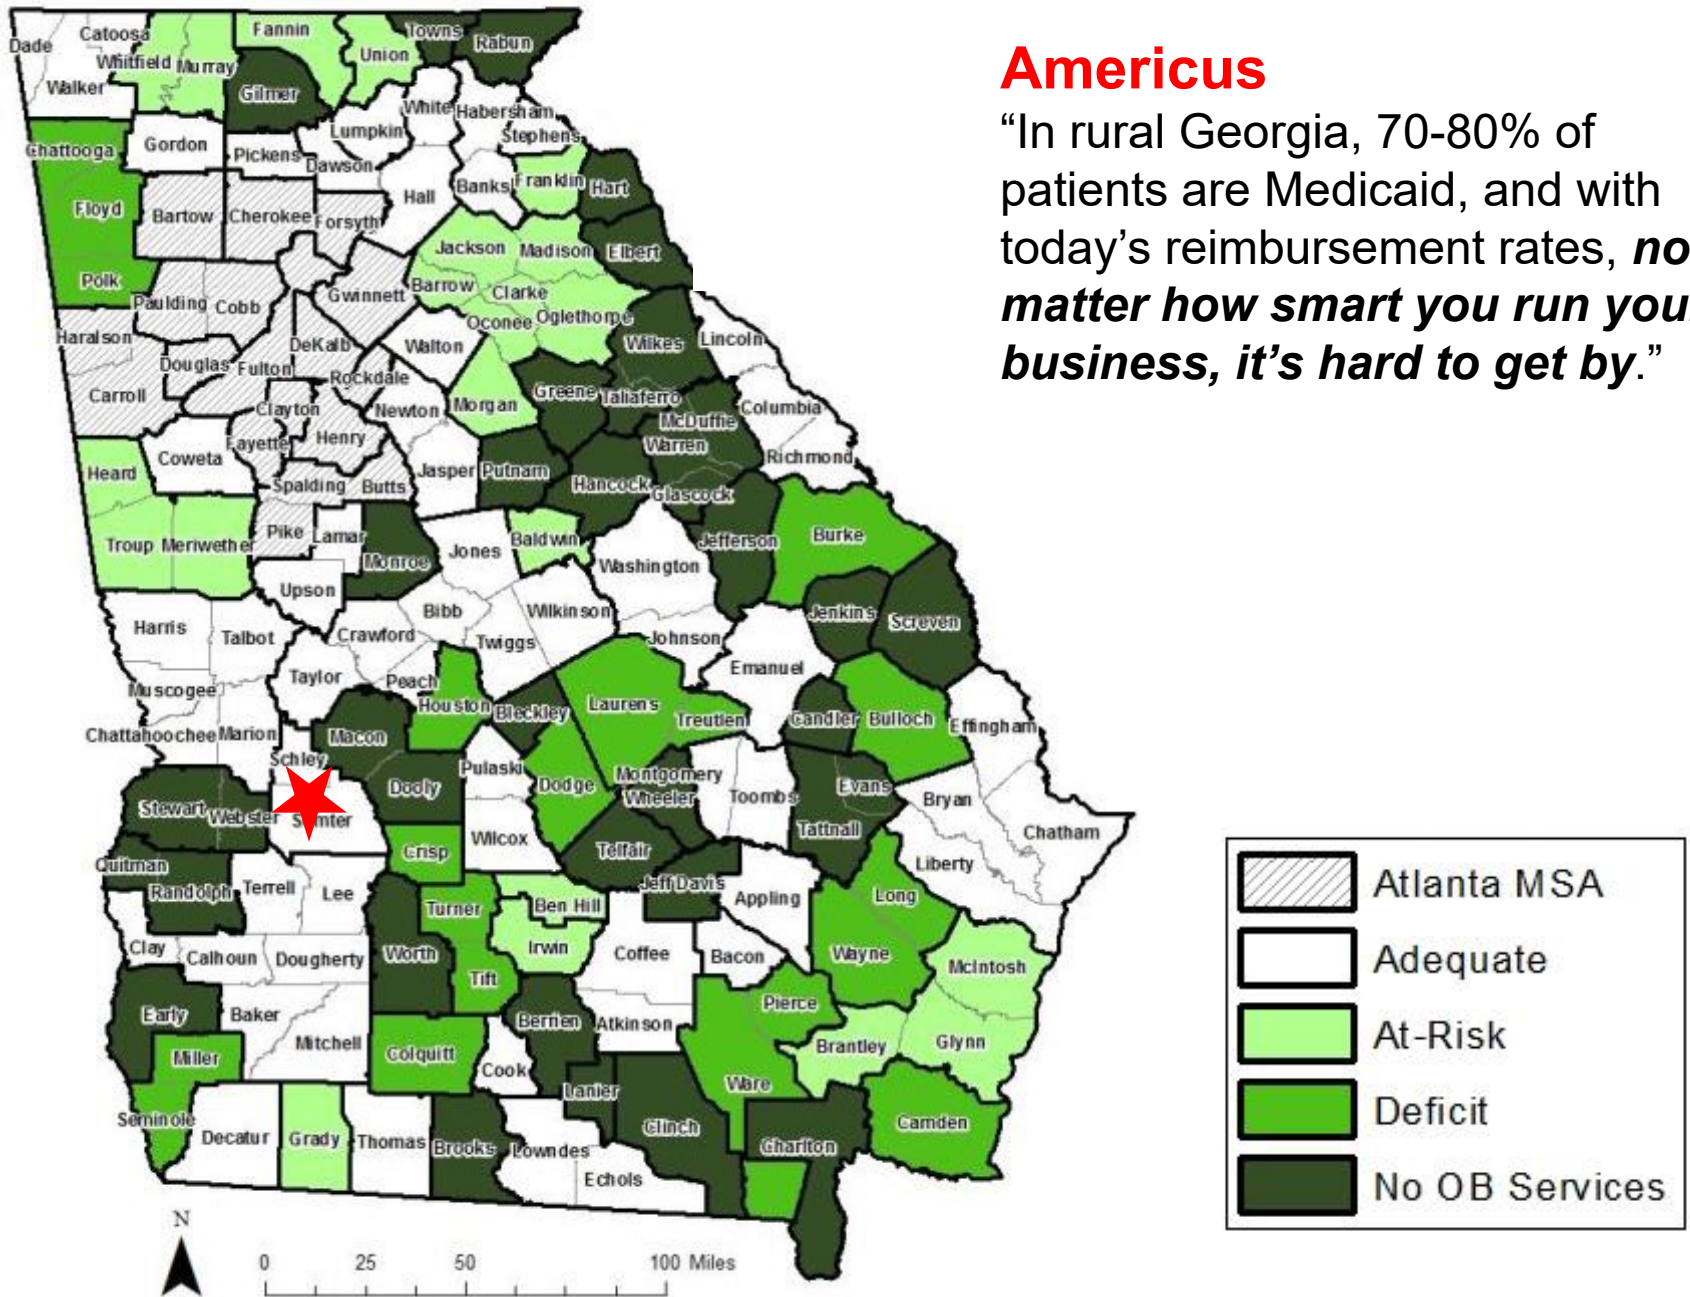 Americus
“In rural Georgia, 70-80% of
patients are Medicaid, and with
today’s reimbursement rates, no
matter how smart you run you
business, it’s hard to get by.”
Dade
Catoosa
Whitfield
Murray
Fannin
Union
Towns
Rabun
Walker
Gilmer
White
Habersham
Lumpkin
Stephens
Chattooga
Gordon
Pickens
Dawson
Hall
Banks
Franklin
Hart
Floyd
Bartow
Cherokee
Forsyth
Jackson
Madison
Elbert
Polk
Paulding
Cobb
Gwinnett
Barrow
Clarke
Oconee
Oglethorpe
Haralson
Douglas
Fulton
DeKalb
Walton
Wilkes
Lincoln
Carroll
Rockdale
Clayton
Newton
Morgan
Greene
Taliaferro
McDuffie
Columbia
Fayette
Henry
Warren
Richmond
Heard
Coweta
Spalding
Butts
Jasper
Putnam
Hancock
Glascock
Troup
Meriwether
Pike
Lamar
Monroe
Jones
Baldwin
Washington
Jefferson
Burke
Upson
Bibb
Wilkinson
Jenkins
Screven
Harris
Talbot
Crawford
Twiggs
Johnson
Emanuel
Taylor
Peach
Muscogee
Houston
Bleckley
Laurens
Treutlen
Candler
Bulloch
Effingham
Chattahoochee
Marion
Macon
Schley
Pulaski
Dodge
Montgomery
Wheeler
Toombs
Evans
Bryan
Stewart
Webster
Dooly
Wilcox
Tattnall
Chatham
Crisp
Telfair
Liberty
Quitman
Randolph
Terrell
Lee
Turner
Ben Hill
Jeff Davis
Appling
Long
Clay
Calhoun
Dougherty
Worth
Irwin
Coffee
Bacon
Wayne
McIntosh
Tift
Early
Baker
Berrien
Atkinson
Pierce
Miller
Mitchell
Colquitt
Cook
Brantley
Glynn
Lanier
Ware
Seminole
Decatur
Grady
Thomas
Brooks
Lowndes
Clinch
Charlton
Camden
Echols
Atlanta MSA
Adequate
At-Risk
Deficit
No OB Services
N
0 25 50 100 Miles